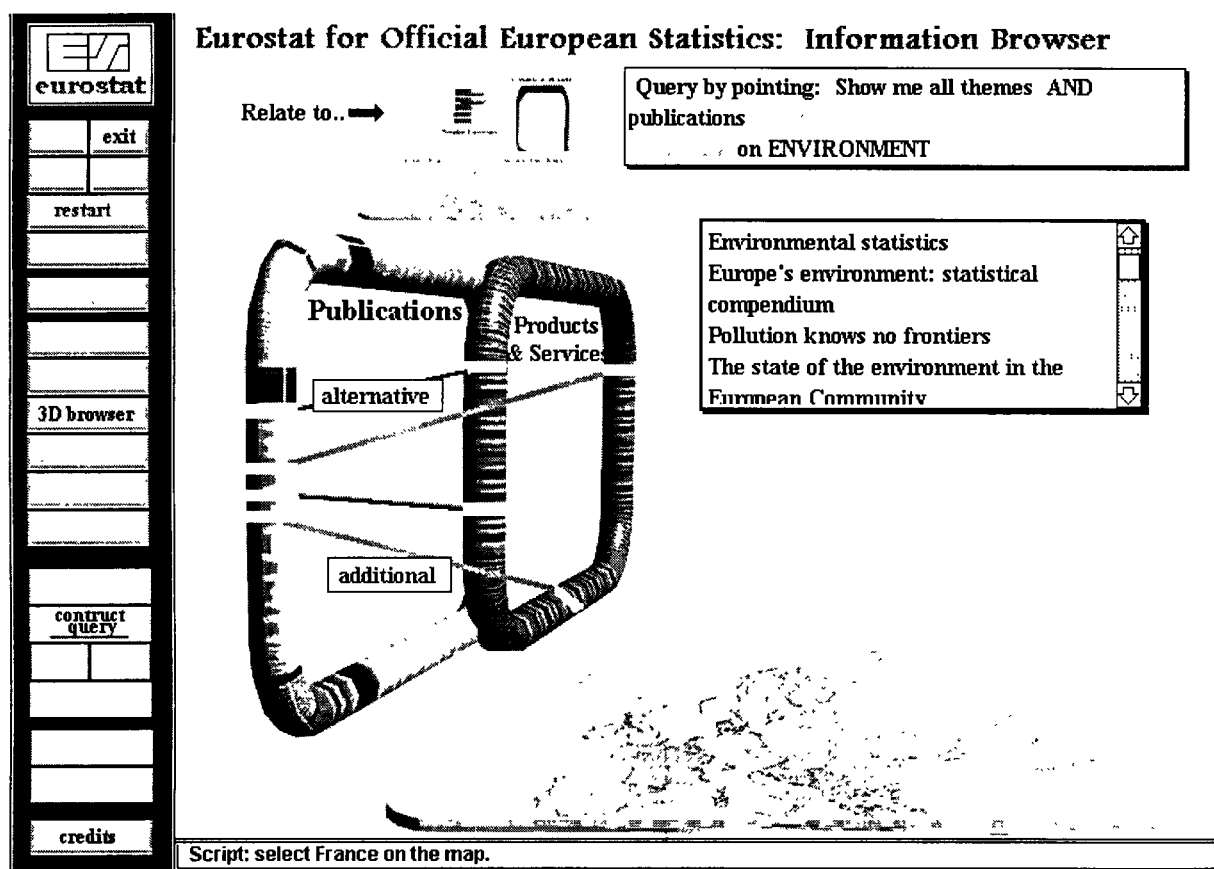 eurostat
exit
restart
3D browser
contruct
query
credits
Eurostat for Official European Statistics: Information Browser
Relate to..
Query by pointing: Show me all themes AND
publications
on ENVIRONMENT
Publications
Products
& Services
alternative
additional
Environmental statistics
Europe's environment: statistical
compendium
Pollution knows no frontiers
The state of the environment in the
European Community
Script: select France on the map.